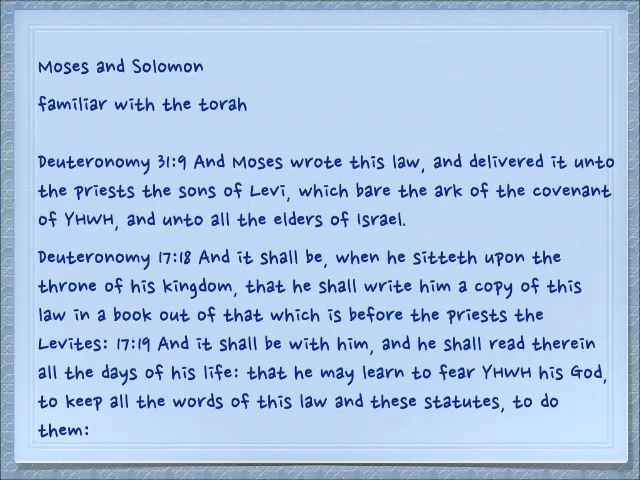 Moses and Solomon
familiar with the torah
Deuteronomy 31:9 And Moses wrote this law, and delivered it unto
the priests the sons of Levi, which bare the ark of the covenant
of YHWH, and unto all the elders of Israel.
Deuteronomy 17:18 And it shall be, when he sitteth upon the
throne of his kingdom, that he shall write him a copy of this
law in a book out of that which is before the priests the
Levites: 17:19 And it shall be with him, and he shall read therein
all the days of his life: that he may learn to fear YHWH his God,
to keep all the words of this law and these statutes, to do
them: